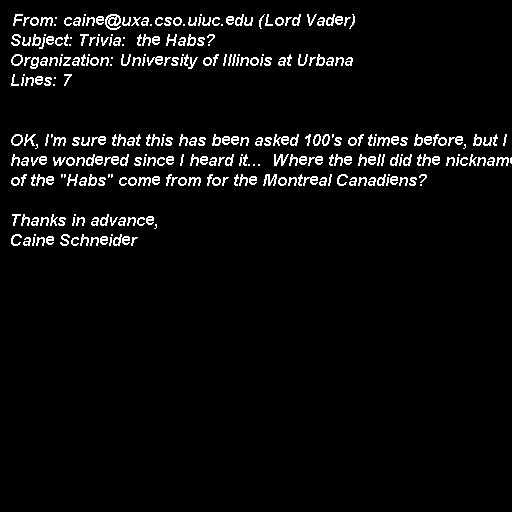 From: caine@uxa.cso.uiuc.edu (Lord Vader)
Subject: Trivia:  the Habs?
Organization: University of Illinois at Urbana
Lines: 7
OK, I'm sure that this has been asked 100's of times before, but I
have wondered since I heard it...  Where the hell did the nickname
of the "Habs" come from for the Montreal Canadiens?
Thanks in advance,
Caine Schneider